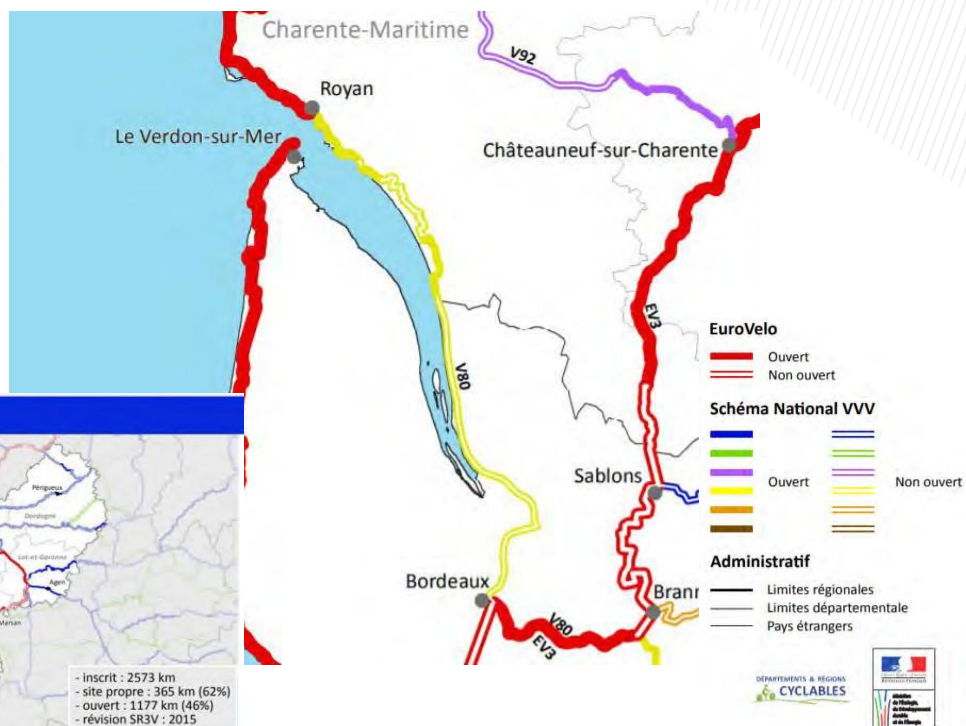 Charente-Maritime
V92
Royan
Le Verdon-sur-Mer
Châteauneuf-sur-Charente
EV3
V80
Sablons
Bordeaux
Brann
V80
EV3
EuroVelo
Ouvert
Non ouvert
Schéma National VVV
Ouvert
Non ouvert
Administratif
Limites régionales
Limites départementale
Pays étrangers
DÉPARTEMENTS & RÉGIONS
CYCLABLES
Périgueux
Dordogne
Lot-et-Garonne
Agen
Marsan
- inscrit : 2573 km
- site propre : 365 km (62%)
- ouvert : 1177 km (46%)
- révision SR3V : 2015